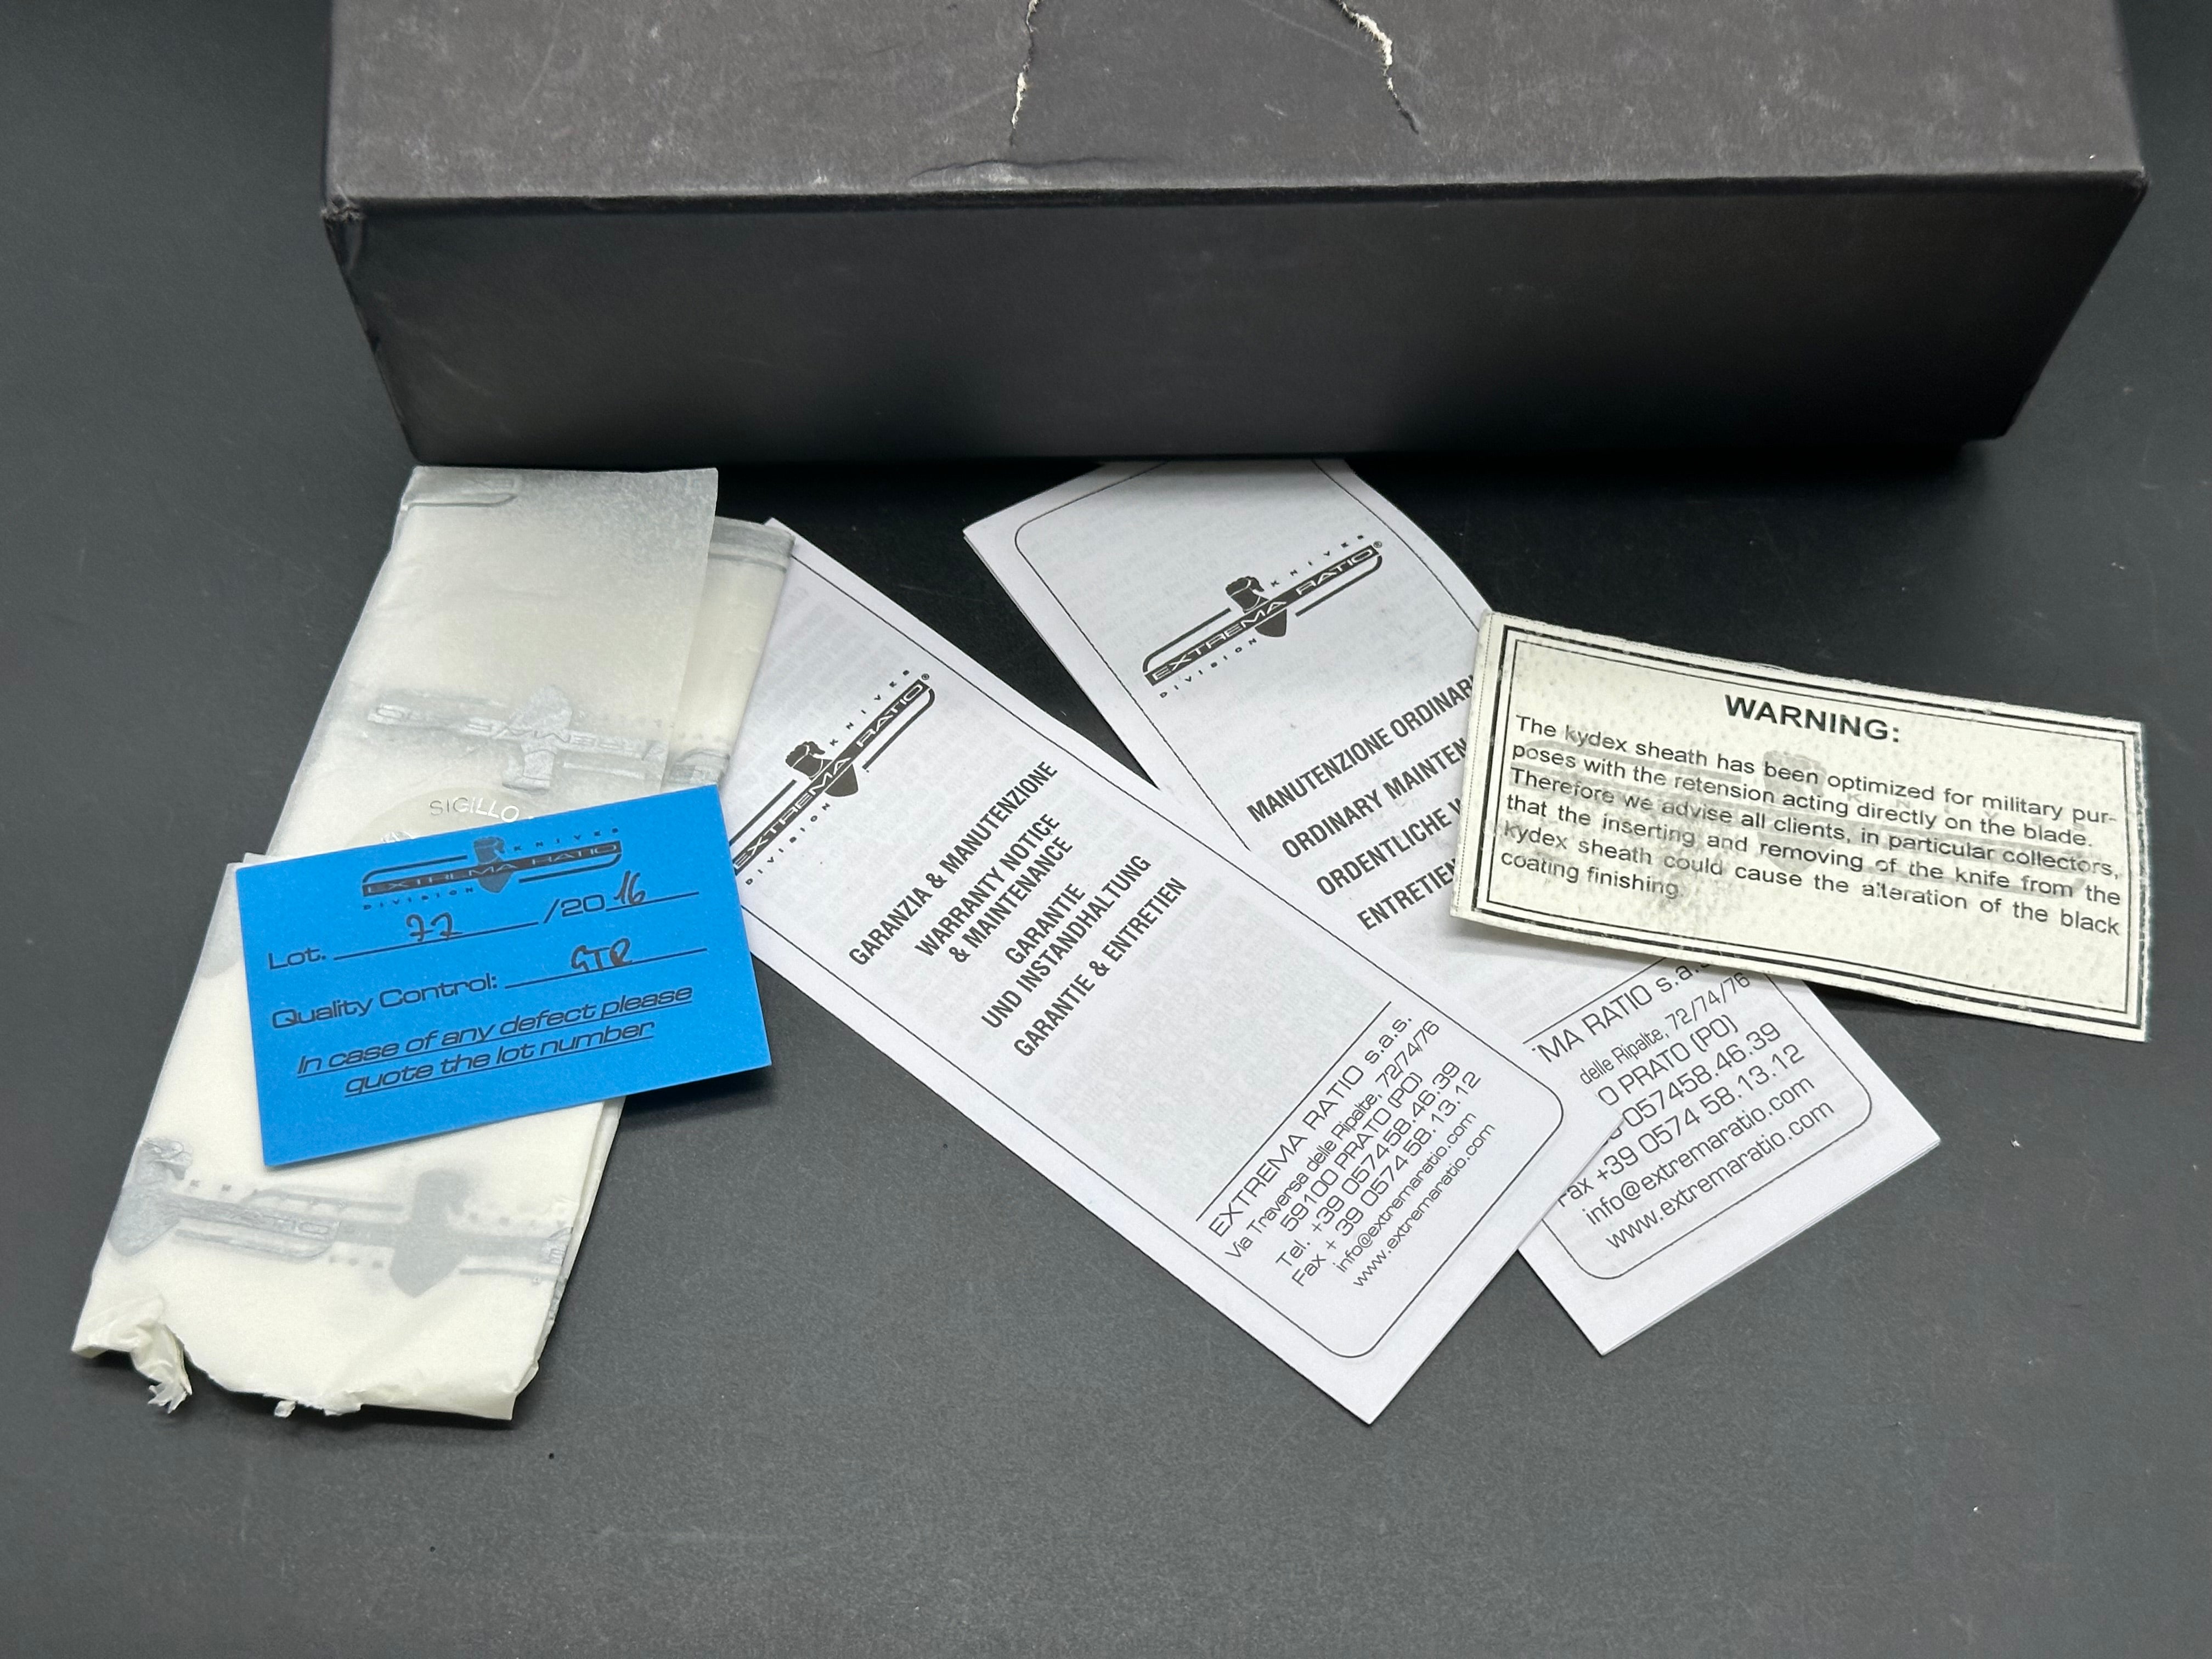 SIGILLO
KNIVES
EXTREMA RATIO
DIVISION
Lot. 77 /2016
Quality Control: GTR
In case of any defect please
quote the lot number
KNIVES
EXTREMA RATIO®
DIVISION
GARANZIA & MANUTENZIONE
WARRANTY NOTICE
& MAINTENANCE
GARANTIE
UND INSTANDHALTUNG
GARANTIE & ENTRETIEN
EXTREMA RATIO s.a.s.
Via Traversa delle Ripalte, 72/74/76
59100 PRATO (PO)
Tel. +39 057458.46.39
Fax + 39 0574 58.13.12
info@extremaratio.com
www.extremaratio.com
KNIVES
EXTREMA RATIO®
DIVISION
MANUTENZIONE ORDINAR
ORDINARY MAINTEN
ORDENTLICHE
ENTRETIEN
MA RATIO s.a.s
delle Ripalte, 72/74/76
0 PRATO (PO)
057458.46.39
Fax +39 0574 58.13.12
info@extremaratio.com
www.extremaratio.com
WARNING:
The kydex sheath has been optimized for military pur-
poses with the retension acting directly on the blade.
Therefore we advise all clients, in particular collectors,
that the inserting and removing of the knife from the
kydex sheath could cause the alteration of the black
coating finishing.